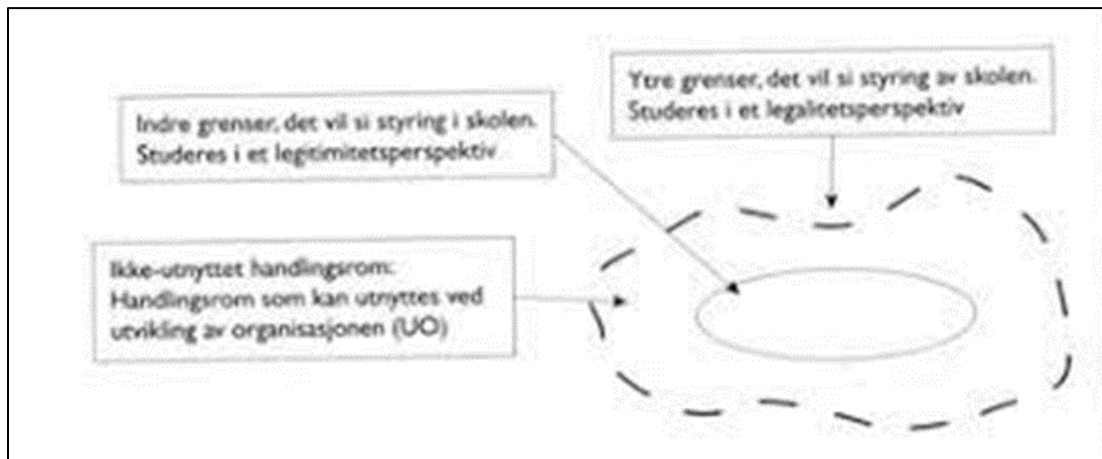 Ytre grenser, det vil si styring av skolen.
Studeres i et legalitetsperspektiv
Indre grenser, det vil si styring i skolen.
Studeres i et legitimitetsperspektiv
Ikke-utnyttet handlingsrom:
Handlingsrom som kan utnyttes ved
utvikling av organisasjonen (UO)